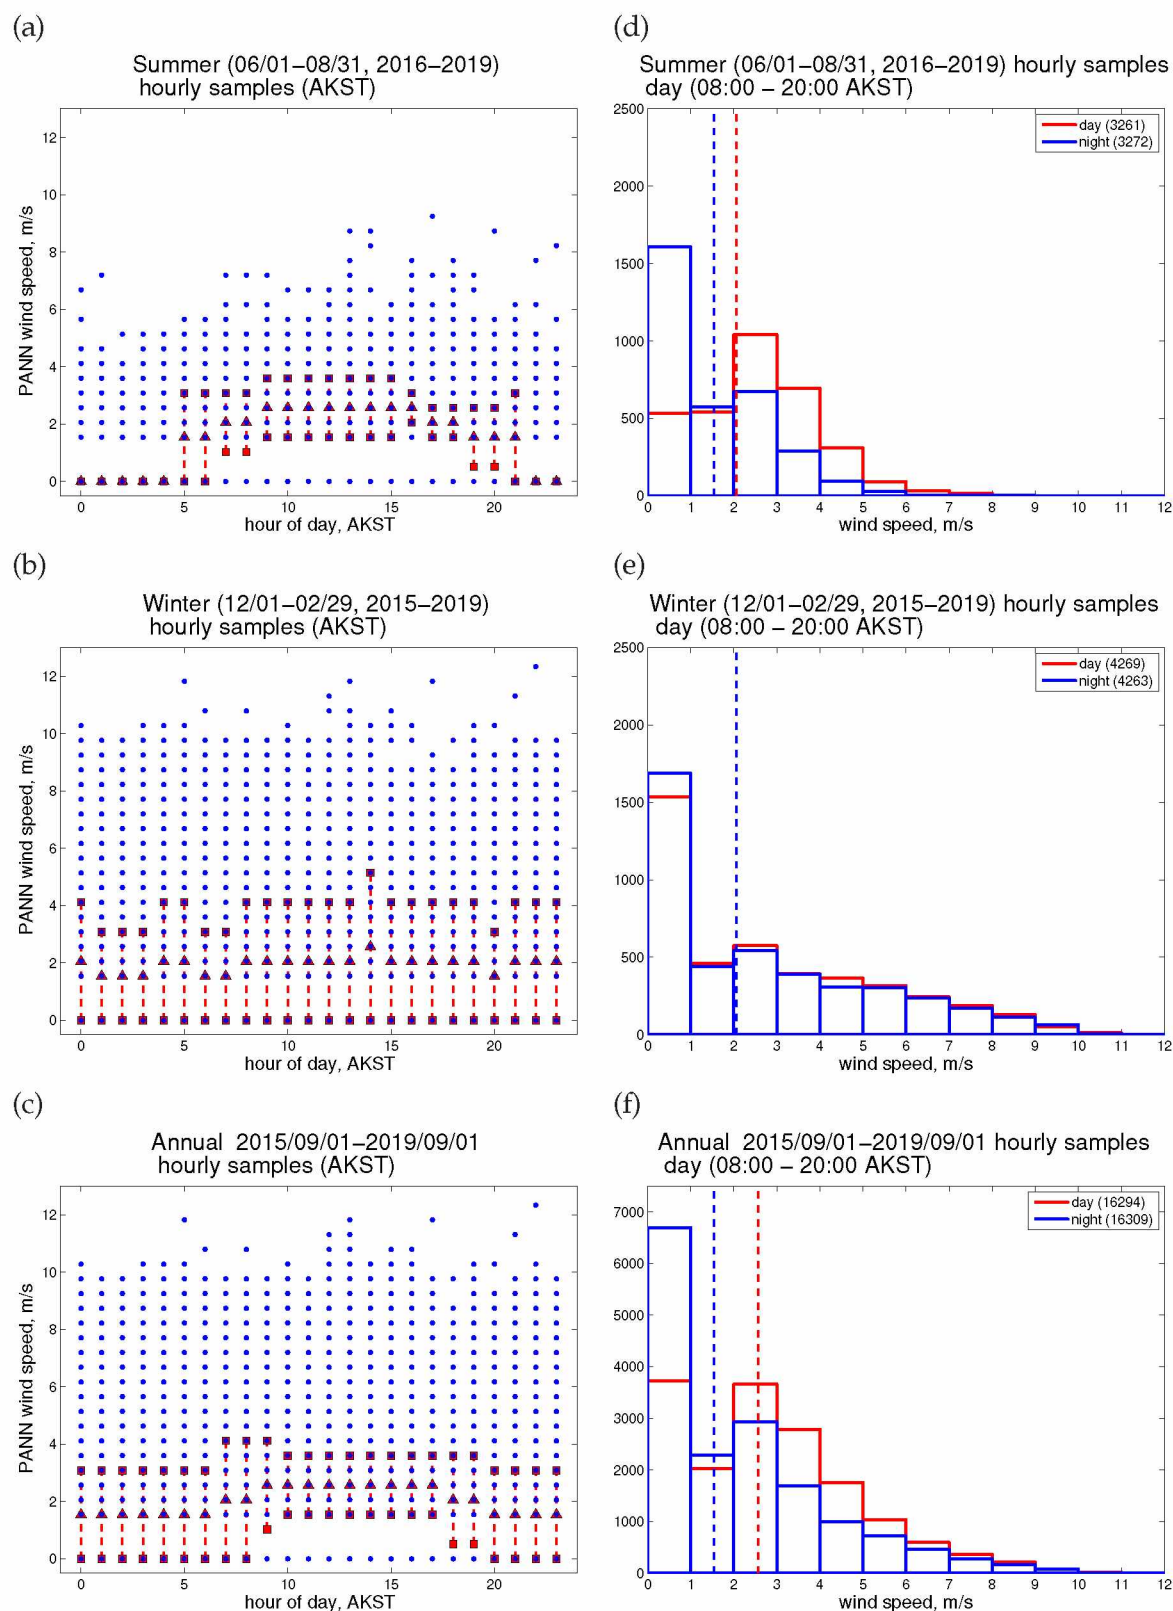 (a)
Summer (06/01–08/31, 2016–2019)
hourly samples (AKST)
PANN wind speed, m/s
12
10
8
6
4
2
0
0 5 10 15 20
hour of day, AKST
(d)
Summer (06/01–08/31, 2016–2019) hourly samples
day (08:00 – 20:00 AKST)
day (3261)
night (3272)
2500
2000
1500
1000
500
0
0 1 2 3 4 5 6 7 8 9 10 11 12
wind speed, m/s
(b)
Winter (12/01–02/29, 2015–2019)
hourly samples (AKST)
PANN wind speed, m/s
12
10
8
6
4
2
0
0 5 10 15 20
hour of day, AKST
(e)
Winter (12/01–02/29, 2015–2019) hourly samples
day (08:00 – 20:00 AKST)
day (4269)
night (4263)
2500
2000
1500
1000
500
0
0 1 2 3 4 5 6 7 8 9 10 11 12
wind speed, m/s
(c)
Annual 2015/09/01–2019/09/01
hourly samples (AKST)
PANN wind speed, m/s
12
10
8
6
4
2
0
0 5 10 15 20
hour of day, AKST
(f)
Annual 2015/09/01–2019/09/01 hourly samples
day (08:00 – 20:00 AKST)
day (16294)
night (16309)
7000
6000
5000
4000
3000
2000
1000
0
0 1 2 3 4 5 6 7 8 9 10 11 12
wind speed, m/s